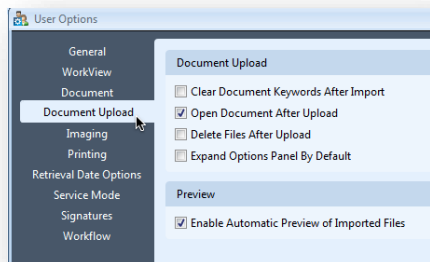 User Options
General
WorkView
Document
Document Upload
Imaging
Printing
Retrieval Date Options
Service Mode
Signatures
Workflow
Document Upload
Clear Document Keywords After Import
Open Document After Upload
Delete Files After Upload
Expand Options Panel By Default
Preview
Enable Automatic Preview of Imported Files